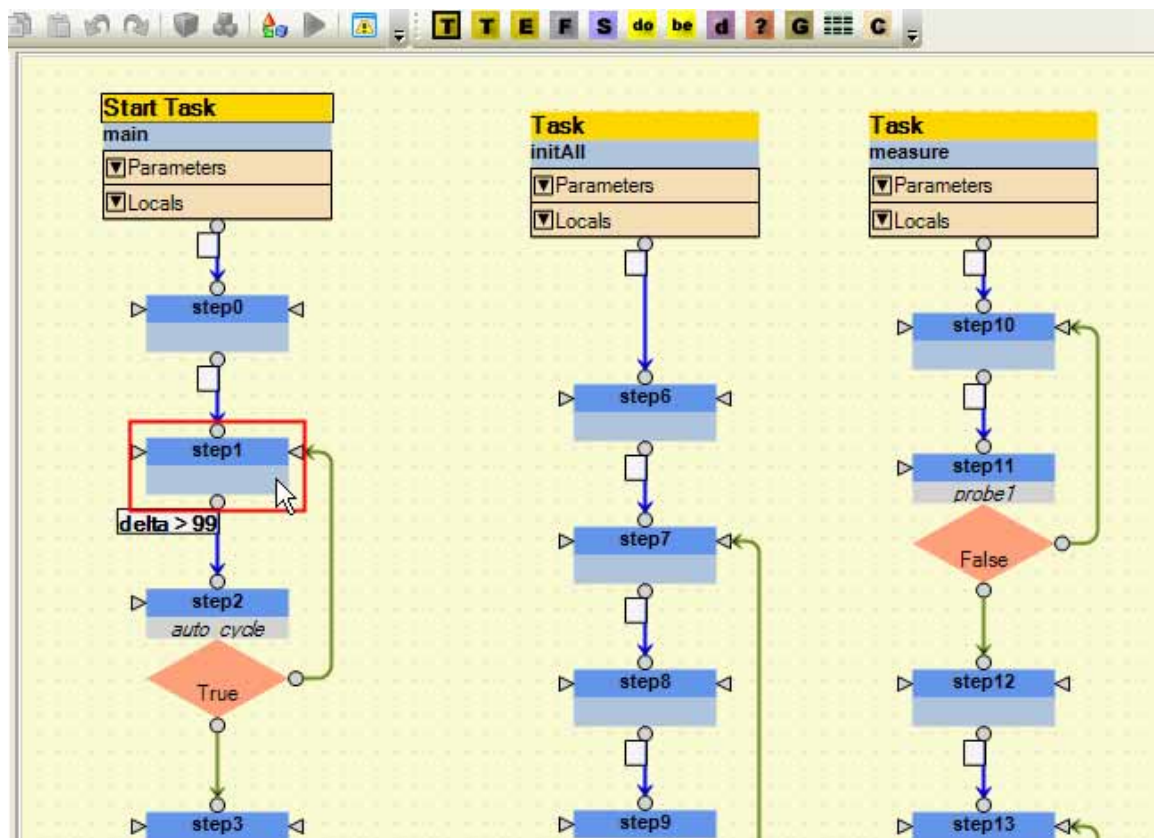 T T E F S do be d ? G C
Start Task
main
Parameters
Locals
step0
step1
delta > 99
step2
auto_cycle
True
step3
Task
initAll
Parameters
Locals
step6
step7
step8
step9
Task
measure
Parameters
Locals
step10
step11
probe1
False
step12
step13